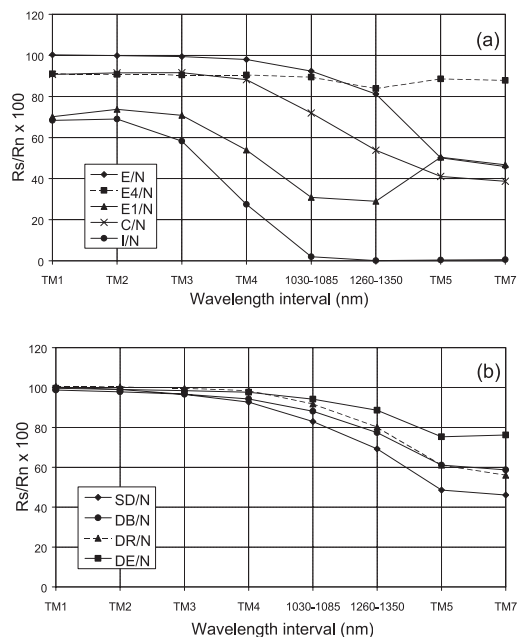 120
(a)
100
80
60
40
20
0
Rs/Rn x 100
E/N
E4/N
E1/N
C/N
I/N
TM1 TM2 TM3 TM4 1030-1085 1260-1350 TM5 TM7
Wavelength interval (nm)
120
(b)
100
80
60
40
20
0
Rs/Rn x 100
SD/N
DB/N
DR/N
DE/N
TM1 TM2 TM3 TM4 1030-1085 1260-1350 TM5 TM7
Wavelength interval (nm)